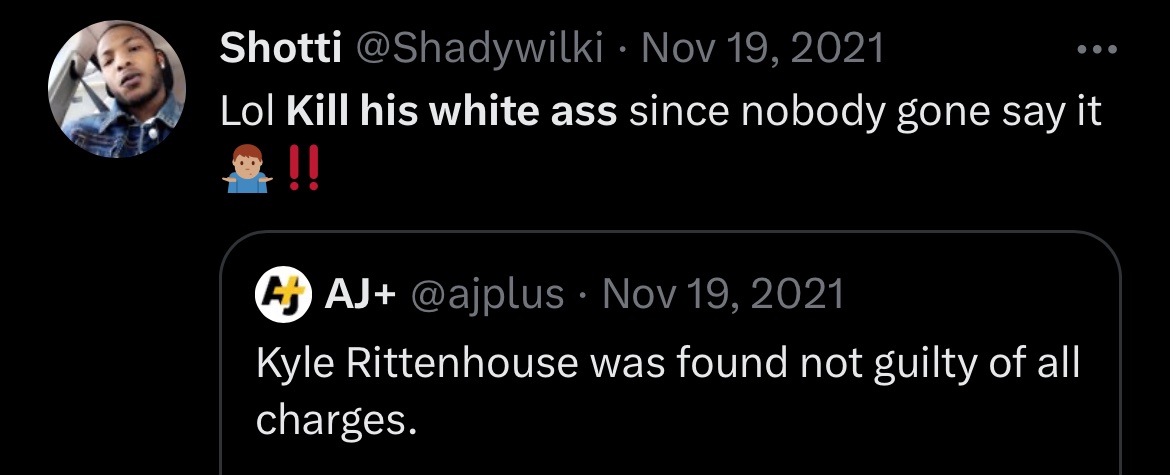 Shotti @Shadywilki · Nov 19, 2021
Lol Kill his white ass since nobody gone say it
🤷🏽‍♂️‼️
AJ+ @ajplus · Nov 19, 2021
Kyle Rittenhouse was found not guilty of all
charges.